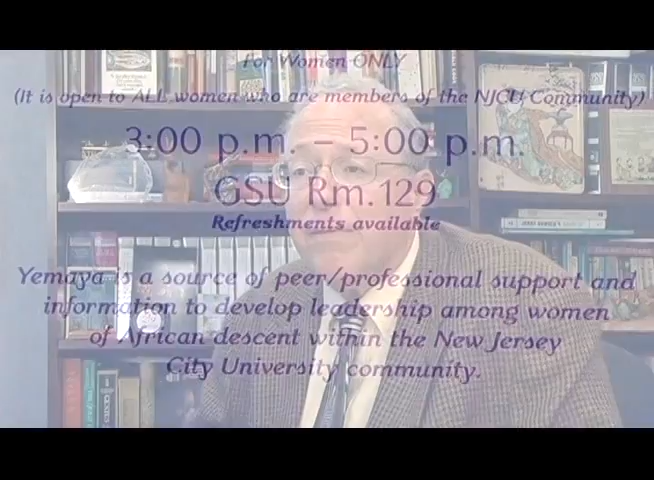 For Women ONLY
(It is open to ALL women who are members of the NJCU Community)
3:00 p.m. – 5:00 p.m.
GSU Rm.129
Refreshments available
Yemaya is a source of peer/professional support and
information to develop leadership among women
of African descent within the New Jersey
City University community.